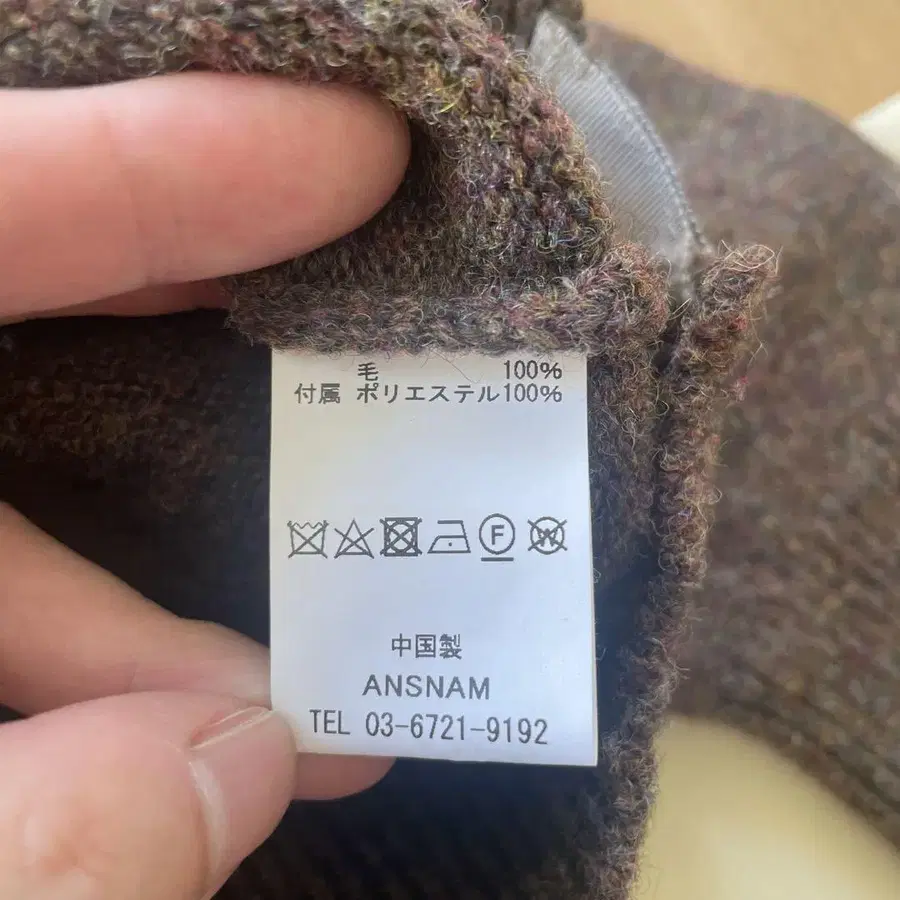 毛 100%
付属 ポリエステル100%
F W
中国製
ANSNAM
TEL 03-6721-9192